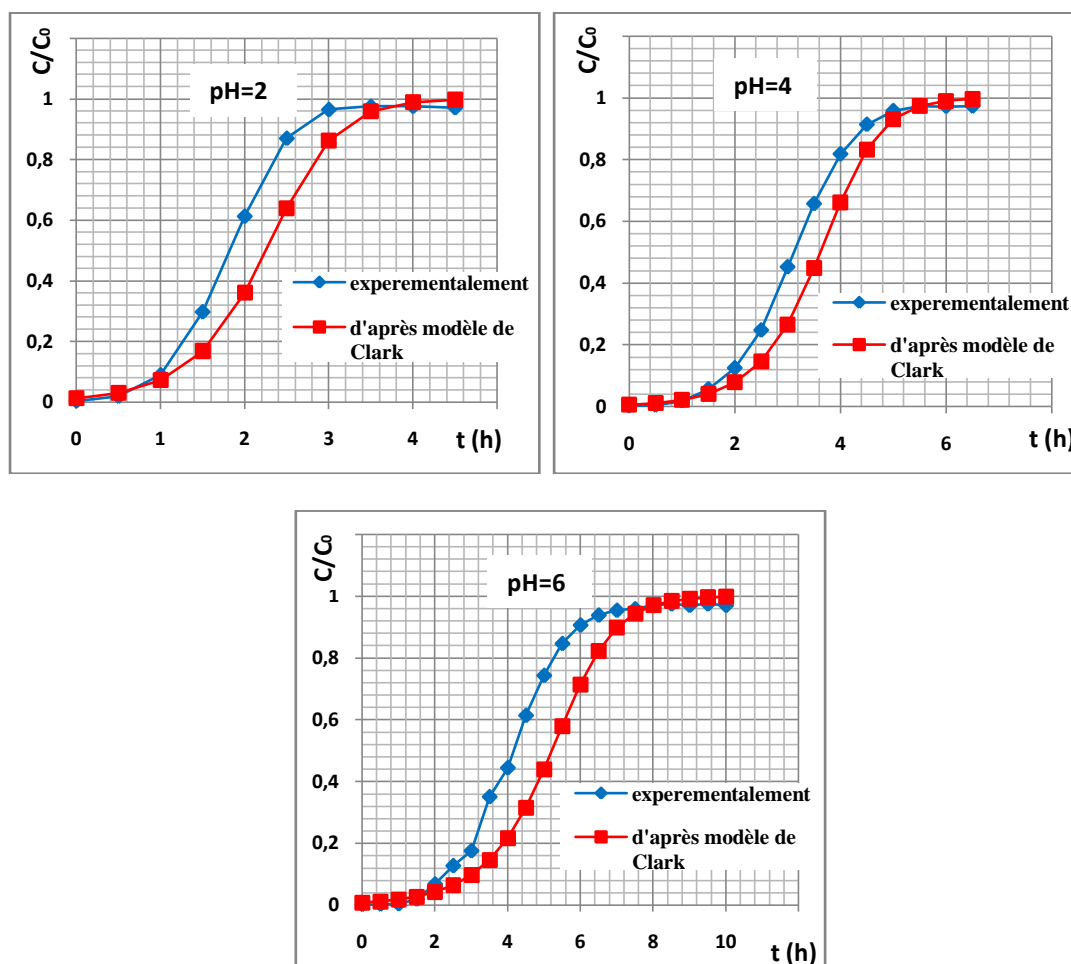 C/C₀
pH=2
1
0,8
0,6
0,4
0,2
0
experementalement
d'après modèle de
Clark
0 1 2 3 4
t (h)
C/C₀
pH=4
1
0,8
0,6
0,4
0,2
0
experementalement
d'après modèle de
Clark
0 2 4 6
t (h)
C/C₀
pH=6
1
0,8
0,6
0,4
0,2
0
experementalement
d'après modèle de
Clark
0 2 4 6 8 10
t (h)